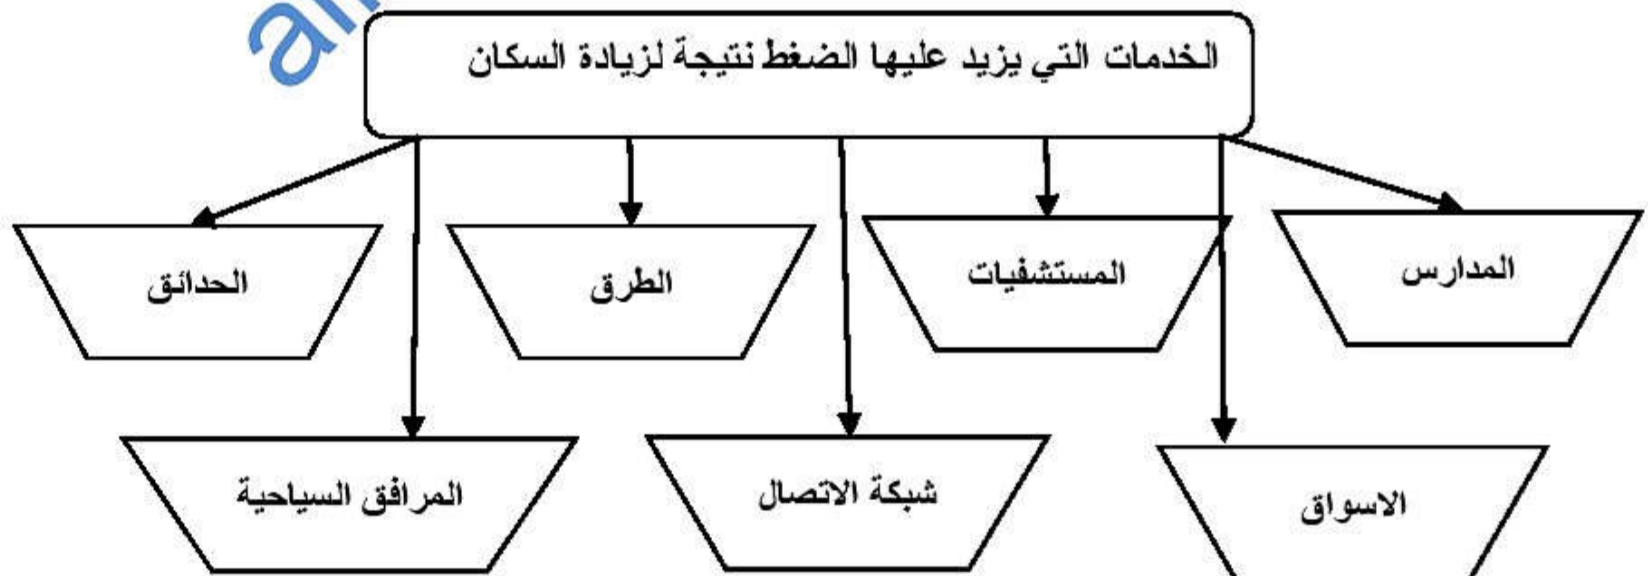 الخدمات التي يزيد عليها الضغط نتيجة لزيادة السكان
المدارس
المستشفيات
الطرق
الحدائق
الاسواق
شبكة الاتصال
المرافق السياحية